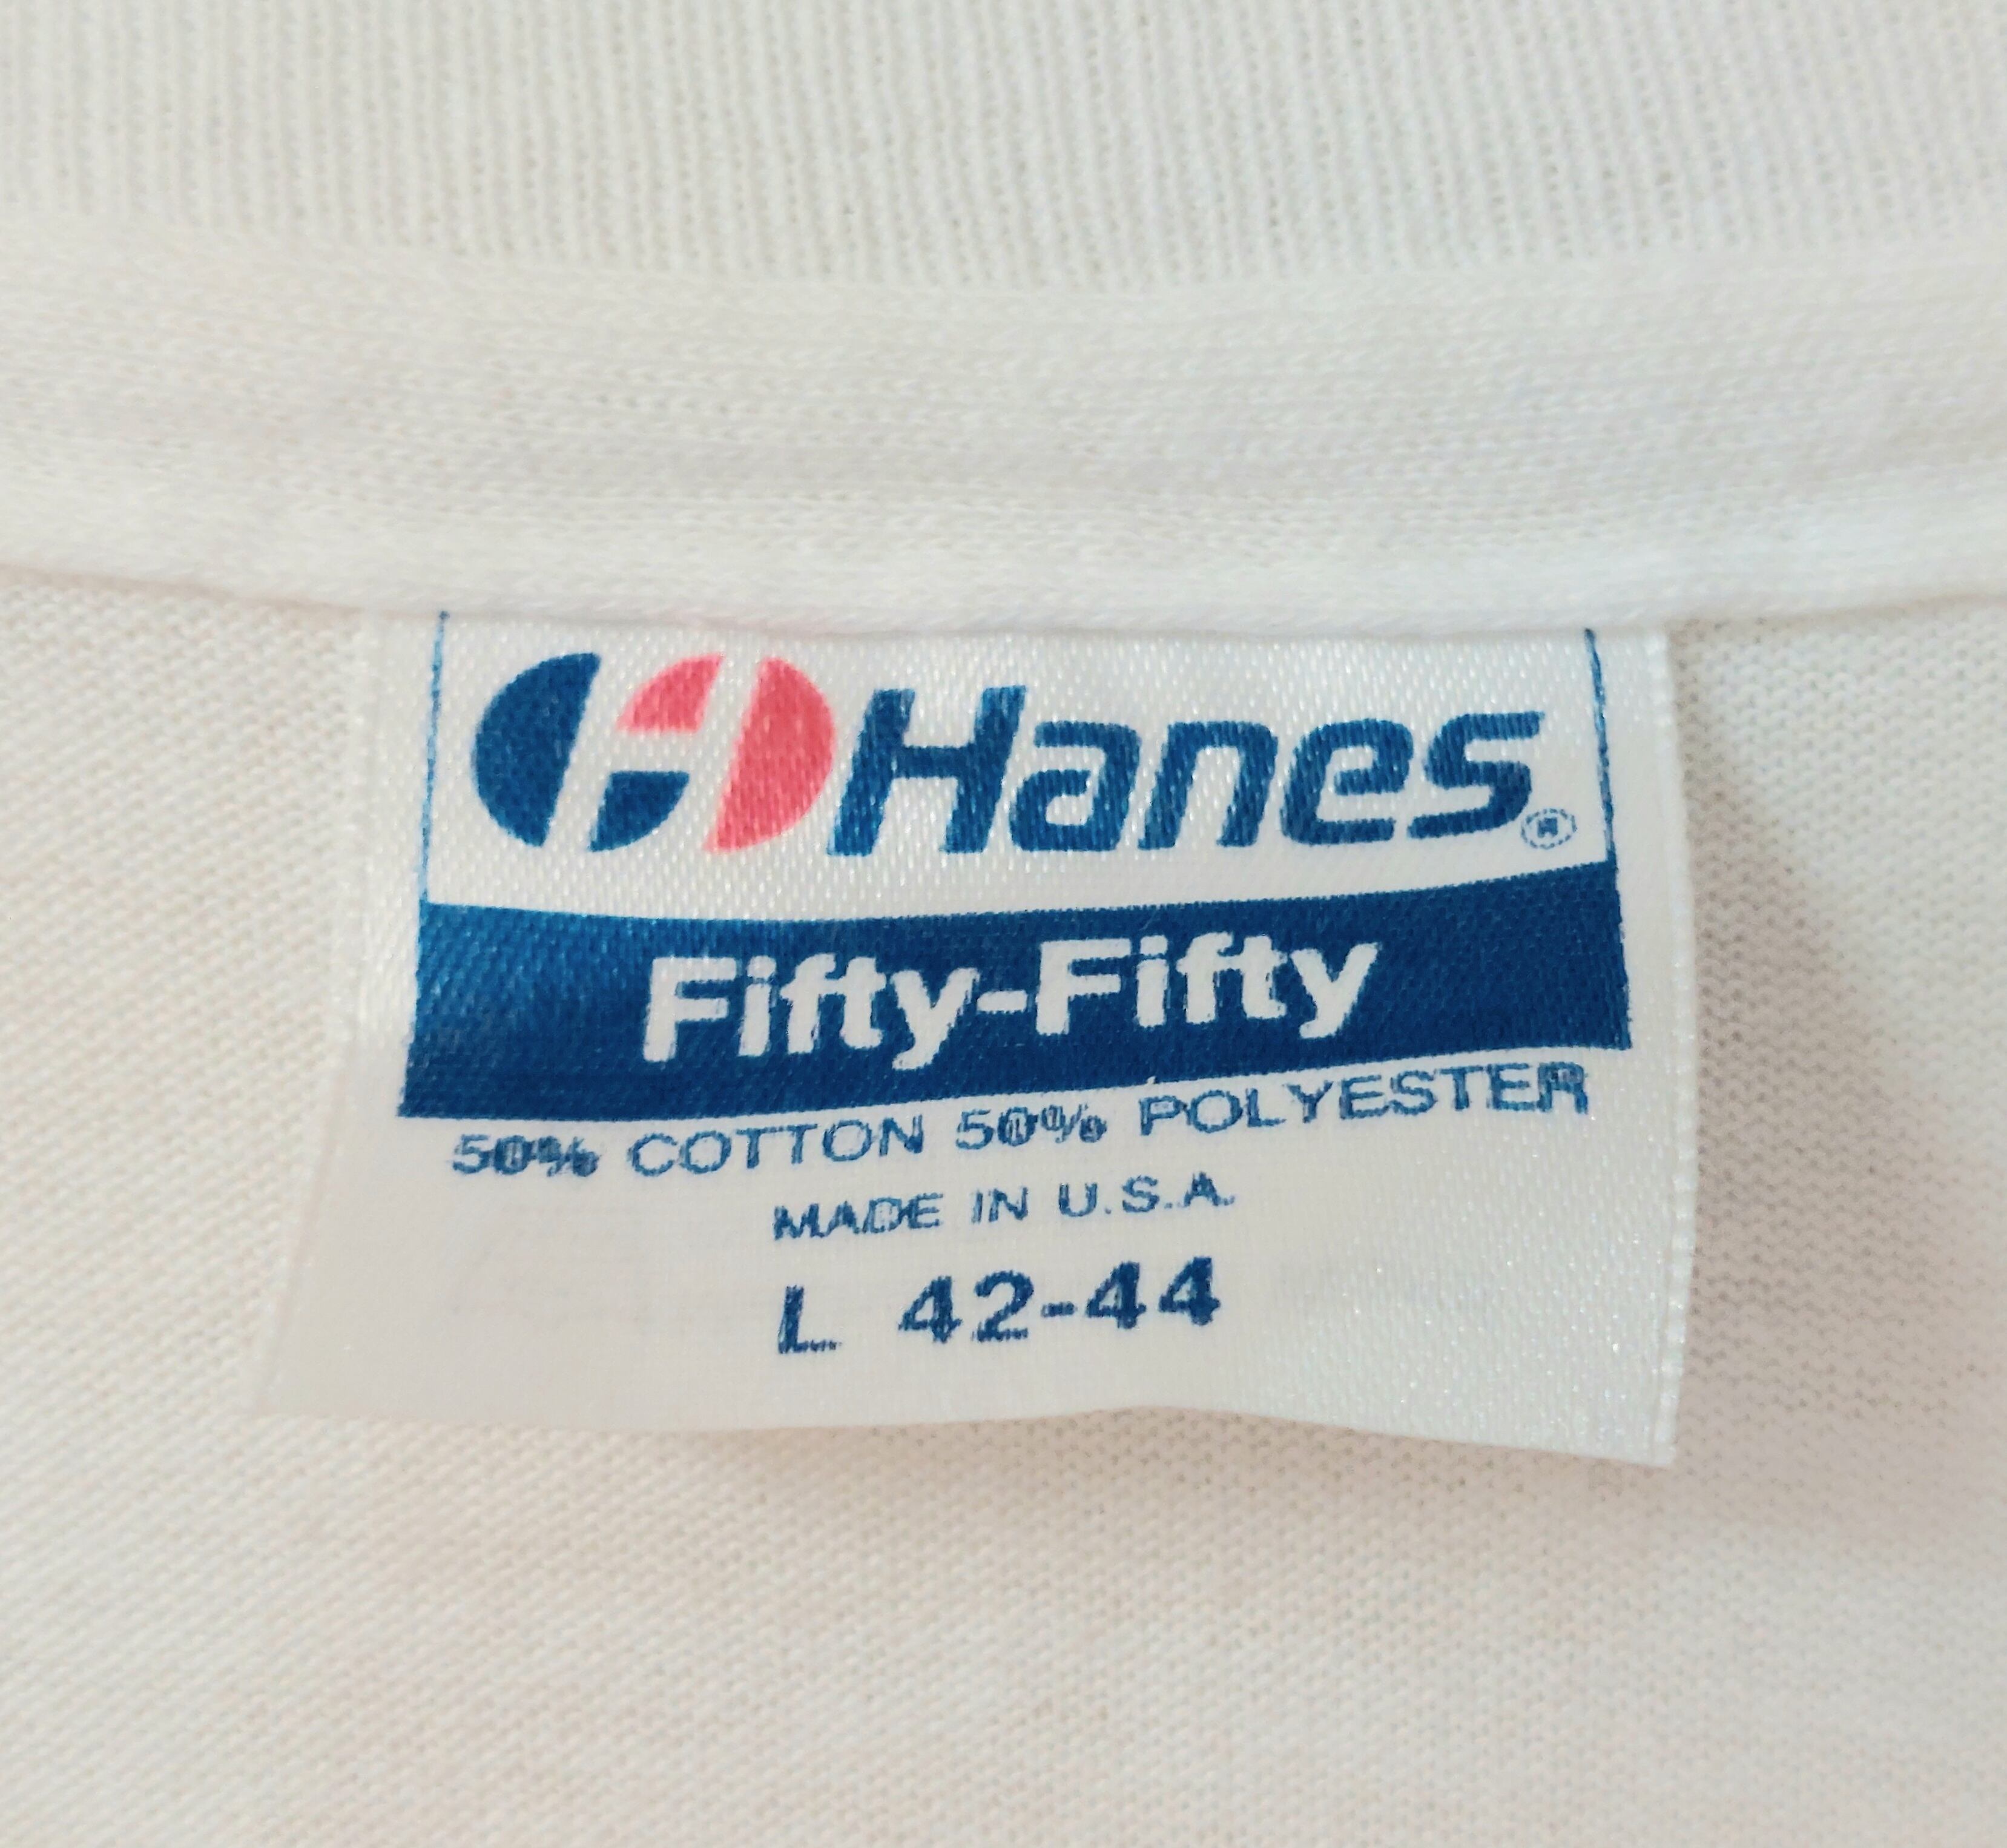 Hanes®
Fifty-Fifty
50% COTTON 50% POLYESTER
MADE IN U.S.A.
L 42-44